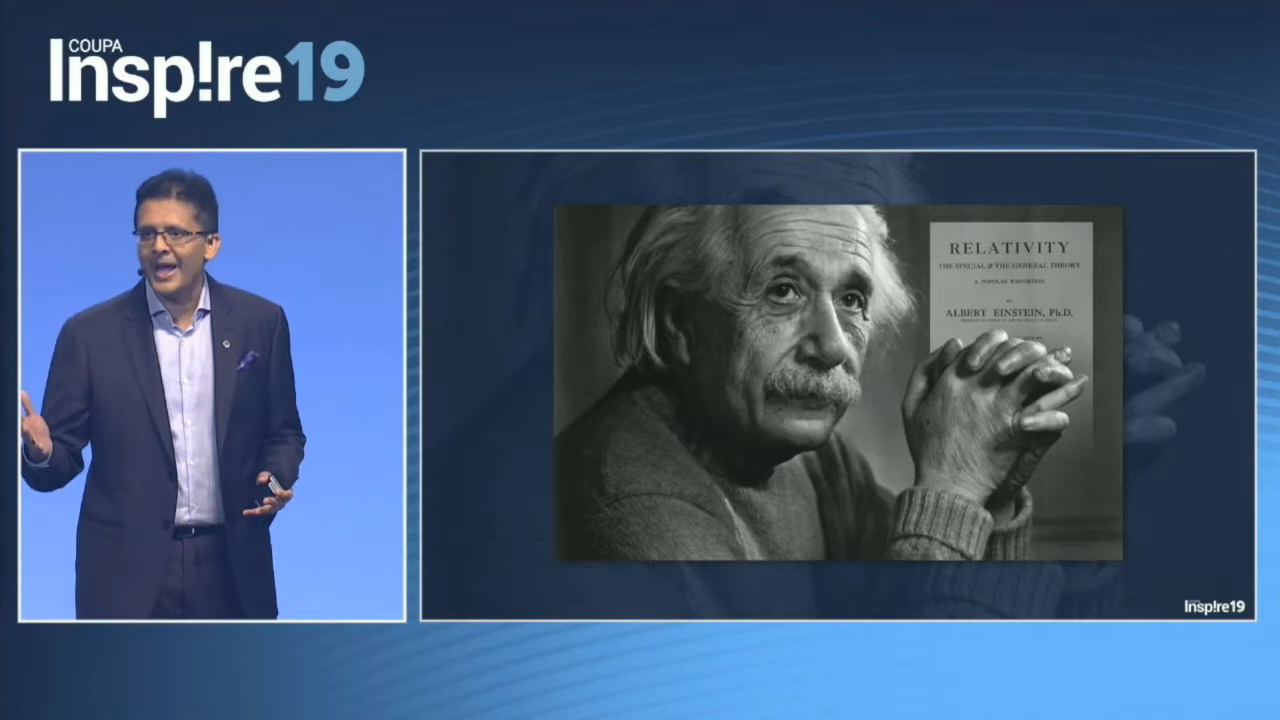 COUPA
Insp!re19
RELATIVITY
THE SPECIAL & THE GENERAL THEORY
A POPULAR EXPOSITION
BY
ALBERT EINSTEIN, Ph.D.
Insp!re19